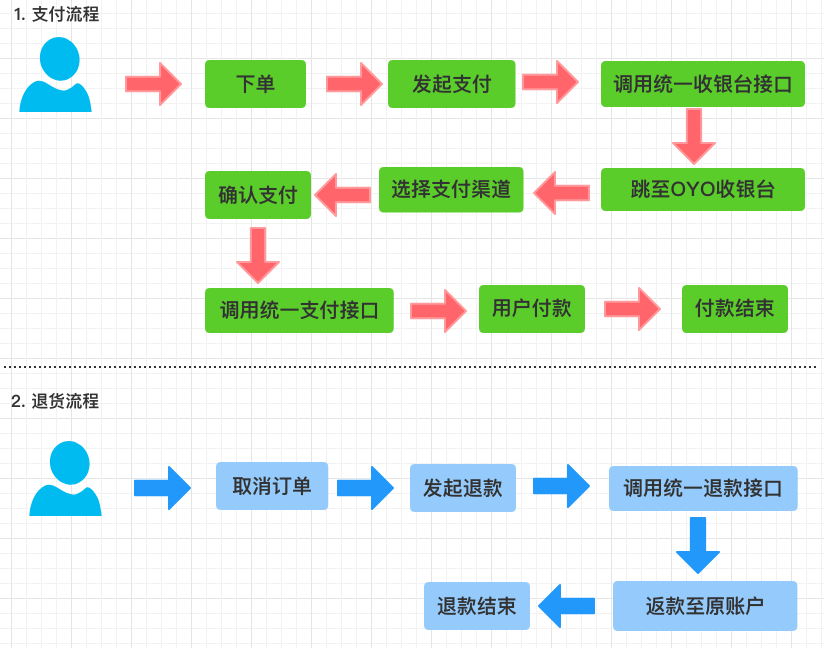 1. 支付流程
下单
发起支付
调用统一收银台接口
跳至OYO收银台
选择支付渠道
确认支付
调用统一支付接口
用户付款
付款结束
2. 退货流程
取消订单
发起退款
调用统一退款接口
返款至原账户
退款结束